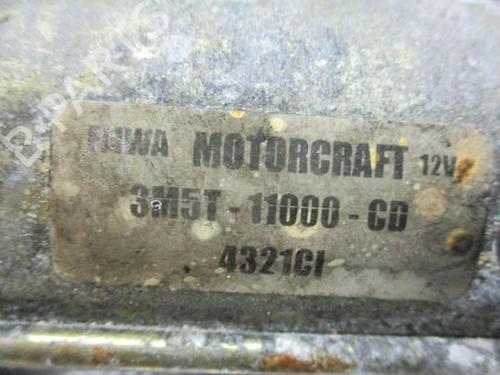 MOTORCRAFT 12V
3M5T-11000-CD
4321CI